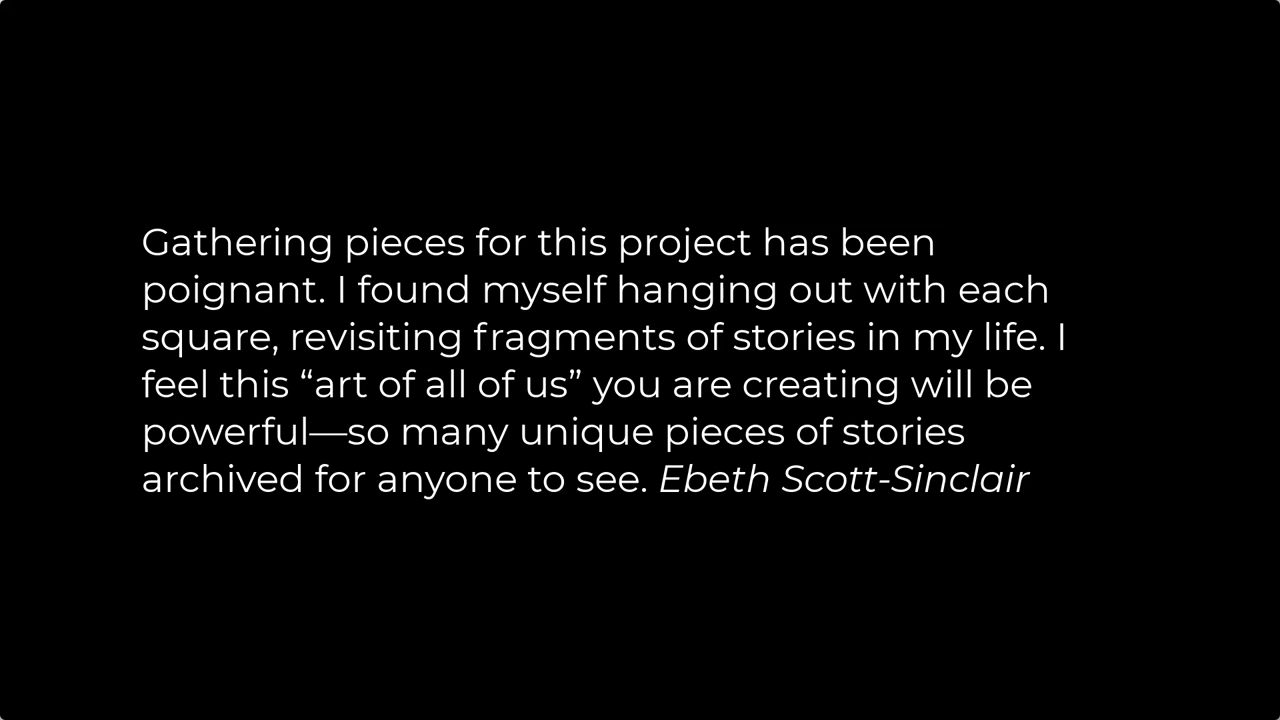 Gathering pieces for this project has been
poignant. I found myself hanging out with each
square, revisiting fragments of stories in my life. I
feel this “art of all of us” you are creating will be
powerful—so many unique pieces of stories
archived for anyone to see. Ebeth Scott-Sinclair